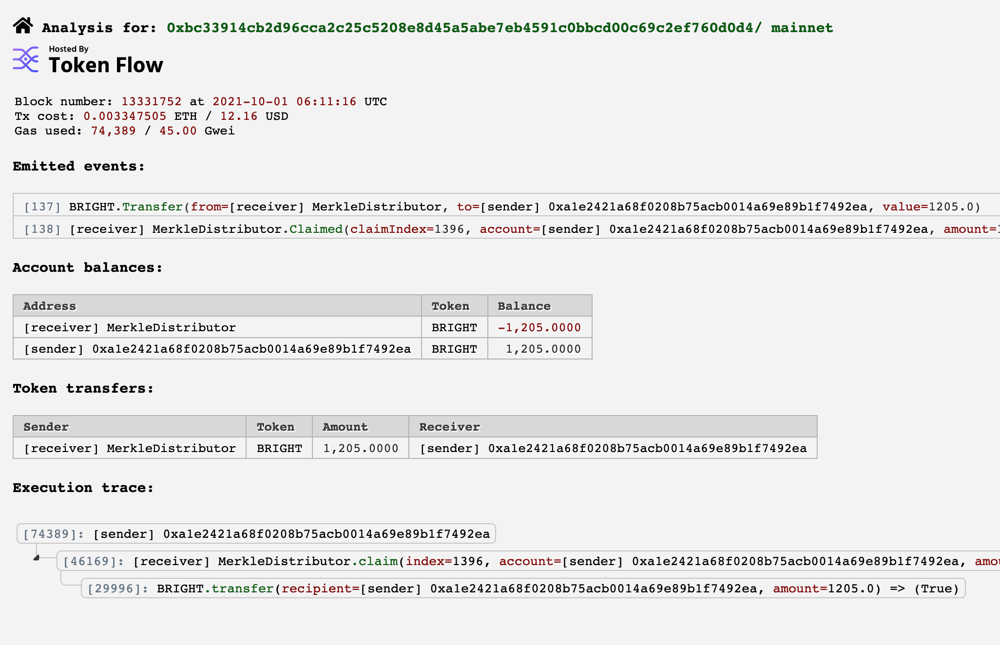 Analysis for: 0xbc33914cb2d96cca2c25c5208e8d45a5abe7eb4591c0bbcd00c69c2ef760d0d4/ mainnet
Hosted By
Token Flow
Block number: 13331752 at 2021-10-01 06:11:16 UTC
Tx cost: 0.003347505 ETH / 12.16 USD
Gas used: 74,389 / 45.00 Gwei
Emitted events:
[137] BRIGHT.Transfer(from=[receiver] MerkleDistributor, to=[sender] 0xa1e2421a68f0208b75acb0014a69e89b1f7492ea, value=1205.0)
[138] [receiver] MerkleDistributor.Claimed(claimIndex=1396, account=[sender] 0xa1e2421a68f0208b75acb0014a69e89b1f7492ea, amount=
Account balances:
Address Token Balance
[receiver] MerkleDistributor BRIGHT -1,205.0000
[sender] 0xa1e2421a68f0208b75acb0014a69e89b1f7492ea BRIGHT 1,205.0000
Token transfers:
Sender Token Amount Receiver
[receiver] MerkleDistributor BRIGHT 1,205.0000 [sender] 0xa1e2421a68f0208b75acb0014a69e89b1f7492ea
Execution trace:
[74389]: [sender] 0xa1e2421a68f0208b75acb0014a69e89b1f7492ea
[46169]: [receiver] MerkleDistributor.claim(index=1396, account=[sender] 0xa1e2421a68f0208b75acb0014a69e89b1f7492ea,
[29996]: BRIGHT.transfer(recipient=[sender] 0xa1e2421a68f0208b75acb0014a69e89b1f7492ea, amount=1205.0) => (True)